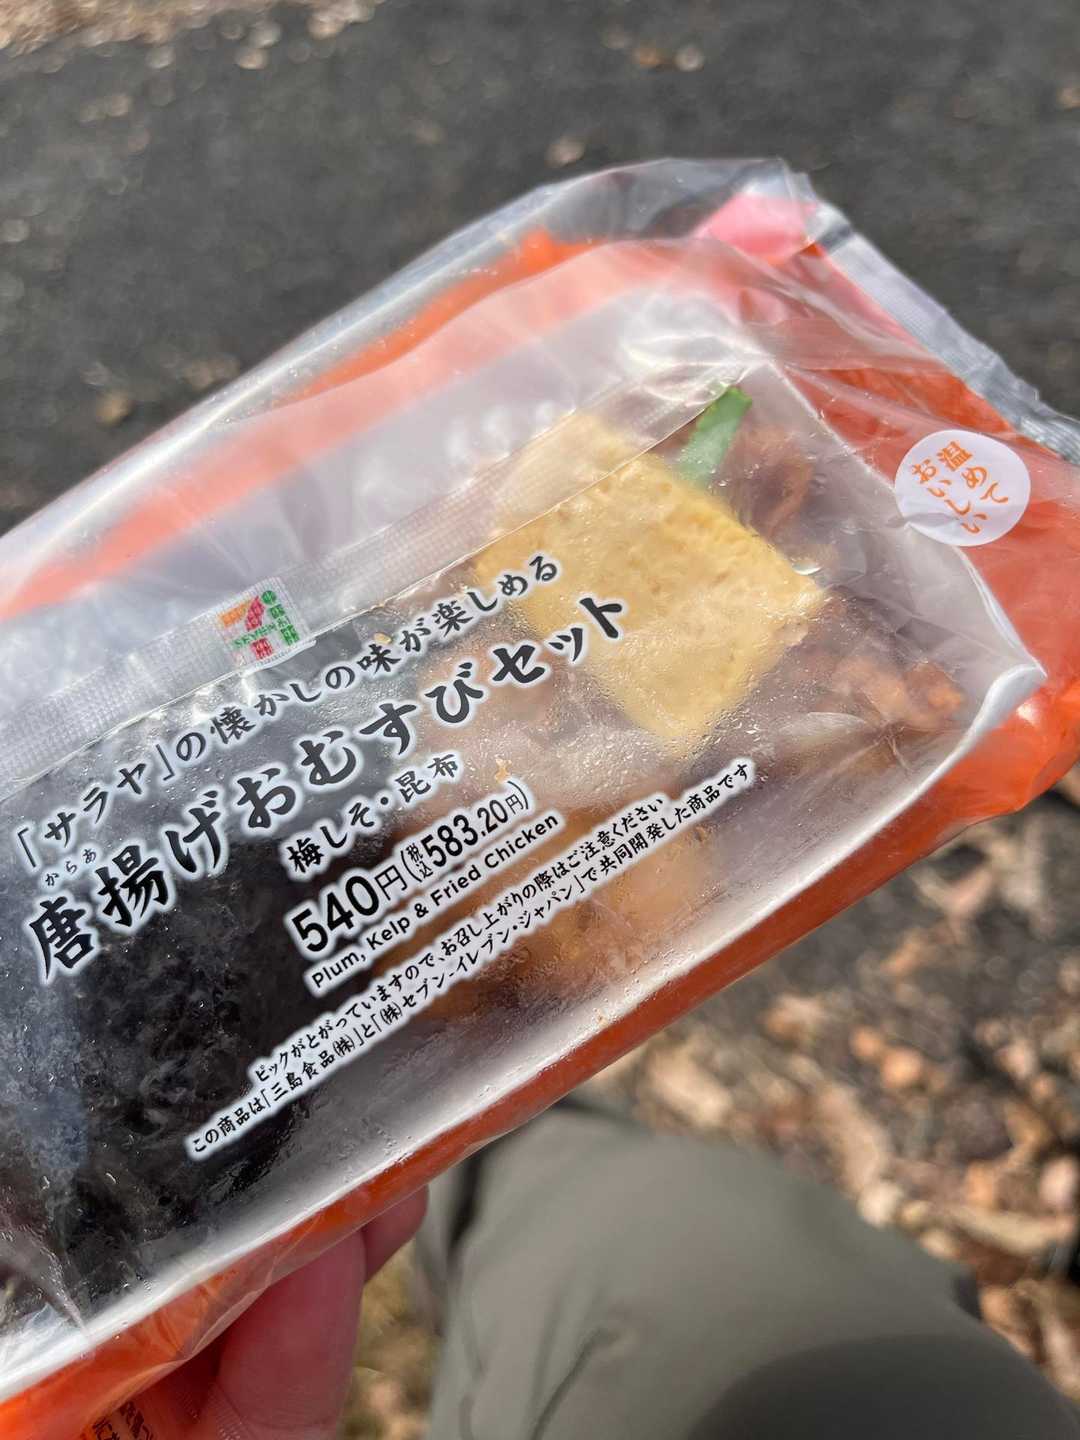 温めて
おいしい
SEVEN&i
「サラヤ」の懐かしの味が楽しめる
からあ
唐揚げおむすびセット
梅しそ・昆布
540円(税込583.20円)
Plum, Kelp & Fried Chicken
ピックがとがっていますので、お召し上がりの際はご注意ください
この商品は「三島食品㈱」と「㈱セブン-イレブン・ジャパン」で共同開発した商品です